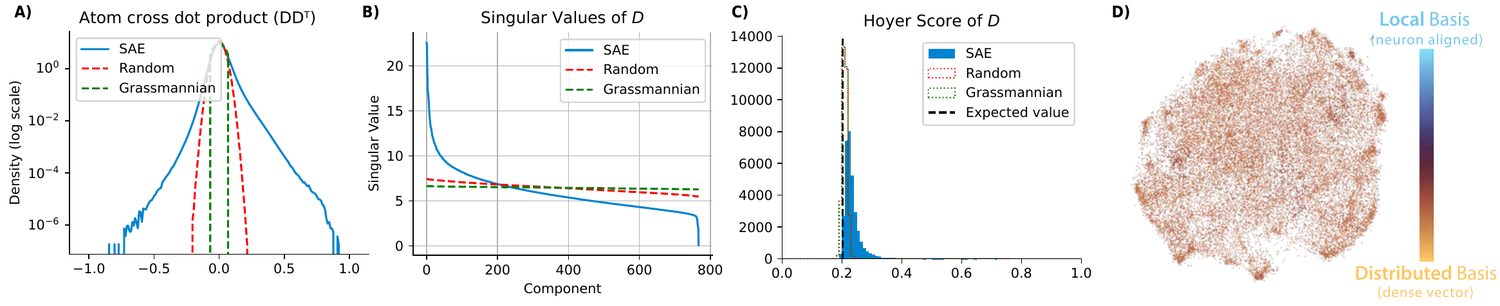 A)
Atom cross dot product (DDᵀ)
SAE
Random
Grassmannian
Density (log scale)
10⁰
10⁻²
10⁻⁴
10⁻⁶
−1.0 −0.5 0.0 0.5 1.0
B)
Singular Values of D
SAE
Random
Grassmannian
Singular Value
20
15
10
5
0
0 200 400 600 800
Component
C)
Hoyer Score of D
SAE
Random
Grassmannian
Expected value
14000
12000
10000
8000
6000
4000
2000
0
0.0 0.2 0.4 0.6 0.8 1.0
D)
Local Basis
(neuron aligned)
Distributed Basis
(dense vector)